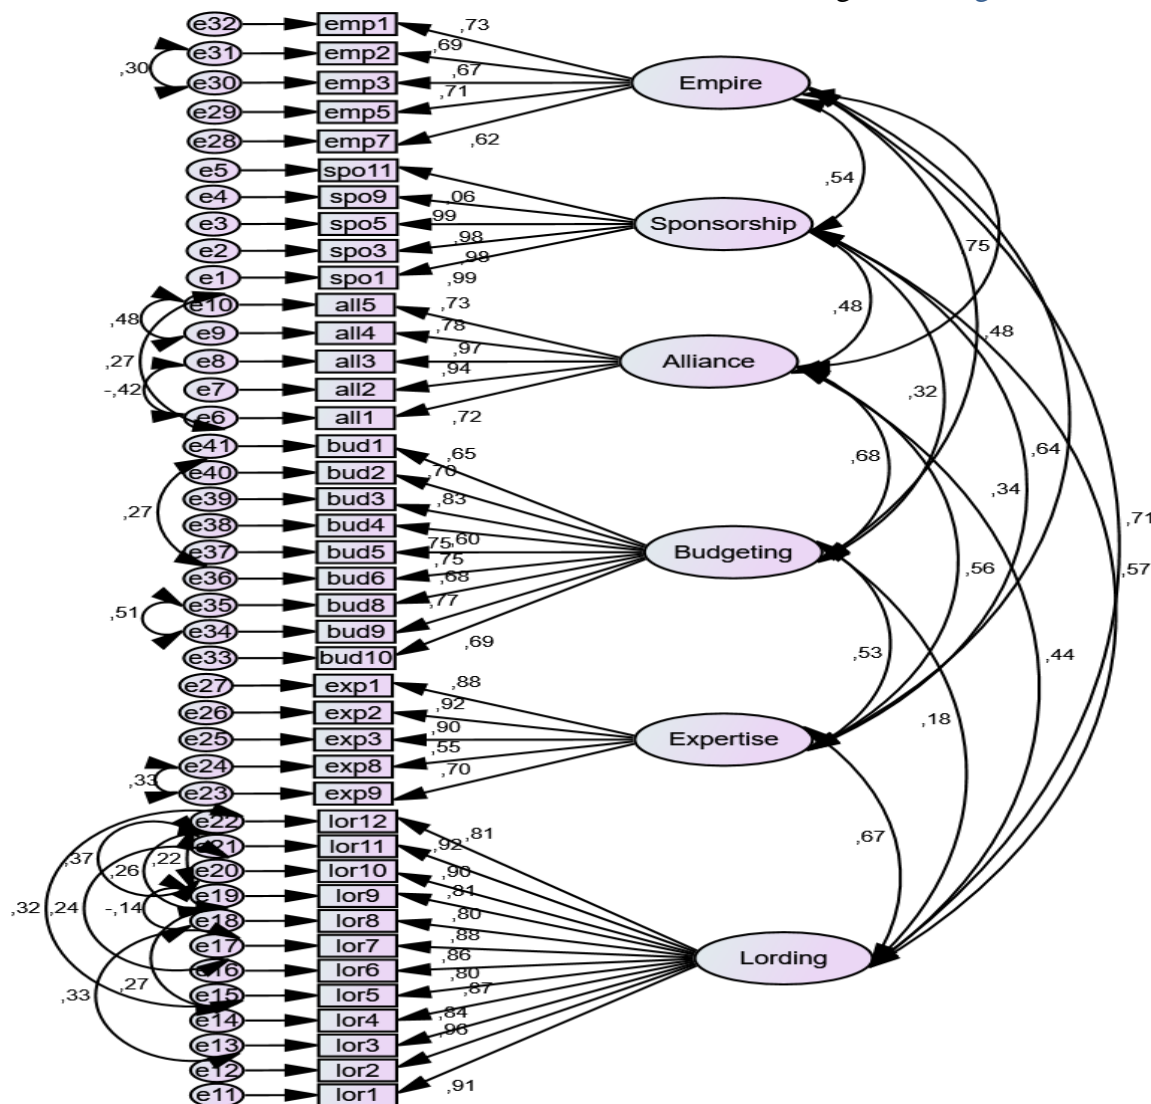 e32 emp1 ,73
e31 emp2 ,69
,30
e30 emp3 ,67
Empire
e29 emp5 ,71
e28 emp7 ,62
e5 spo11
,54
e4 spo9 ,06
e3 spo5 ,99
Sponsorship
,75
e2 spo3 ,98
e1 spo1 ,98
,99
e10 all5 ,73
,48
,48
e9 all4 ,78
,48
e8 all3 ,97
Alliance
,27
e7 all2 ,94
-,42
,32
e6 all1 ,72
e41 bud1 ,65
,68
,64
e40 bud2 ,70
e39 bud3 ,83
,34
,27
e38 bud4 ,60
,71
e37 bud5 75
Budgeting
,75
,56
,57
e36 bud6 ,68
e35 bud8 ,77
,51
e34 bud9 ,69
,53
,44
e33 bud10
e27 exp1 ,88
e26 exp2 ,92
,18
e25 exp3 ,90
Expertise
e24 exp8 ,55
,33
e23 exp9 ,70
e22 lor12 ,81
,67
e21 lor11 ,92
,37
,26
,22
e20 lor10 ,90
e19 lor9 ,81
,32
,24
-,14
e18 lor8 ,80
e17 lor7 ,88
e16 lor6 ,86
Lording
,80
,27
,33
e15 lor5 ,87
e14 lor4 ,84
e13 lor3 ,96
e12 lor2
e11 lor1 ,91